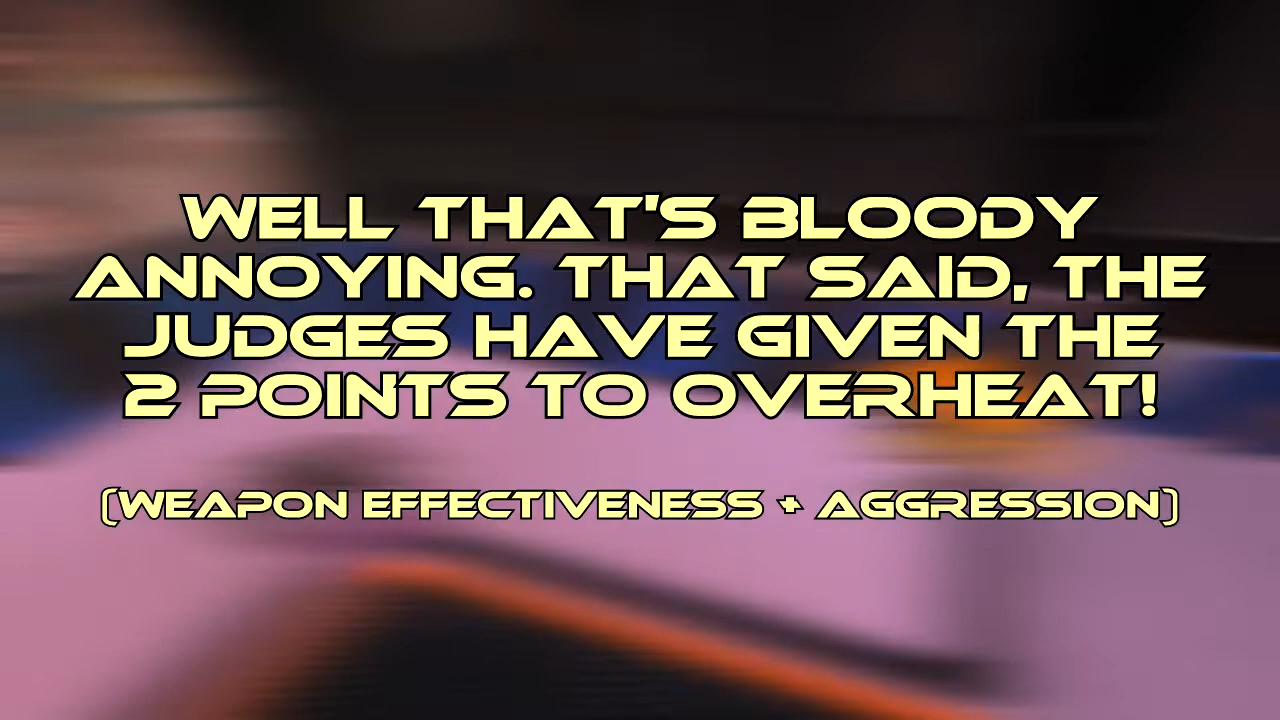 WELL THAT'S BLOODY
ANNOYING. THAT SAID, THE
JUDGES HAVE GIVEN THE
2 POINTS TO OVERHEAT!
(WEAPON EFFECTIVENESS + AGGRESSION)